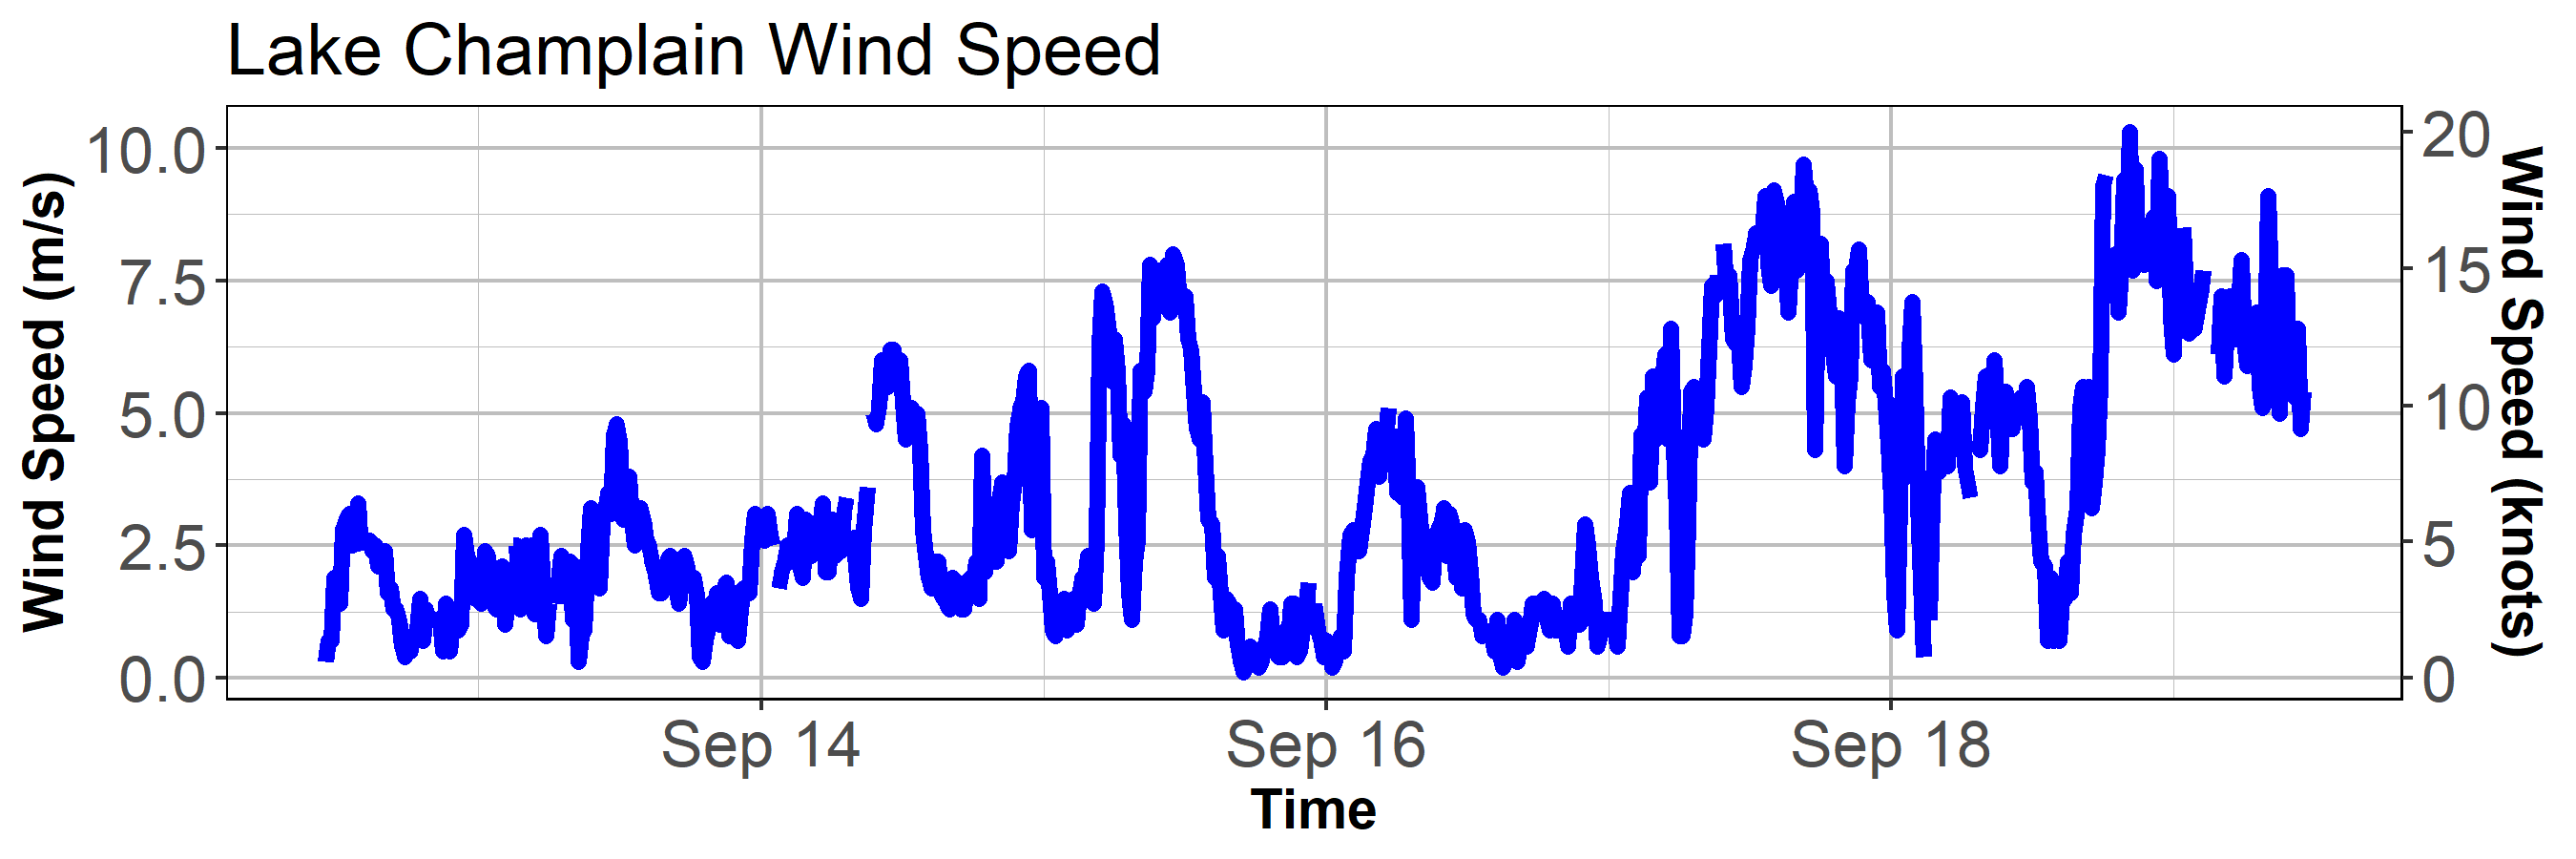 Lake Champlain Wind Speed
Wind Speed (m/s)
10.0
7.5
5.0
2.5
0.0
20
15
10
5
0
Wind Speed (knots)
Sep 14
Sep 16
Sep 18
Time